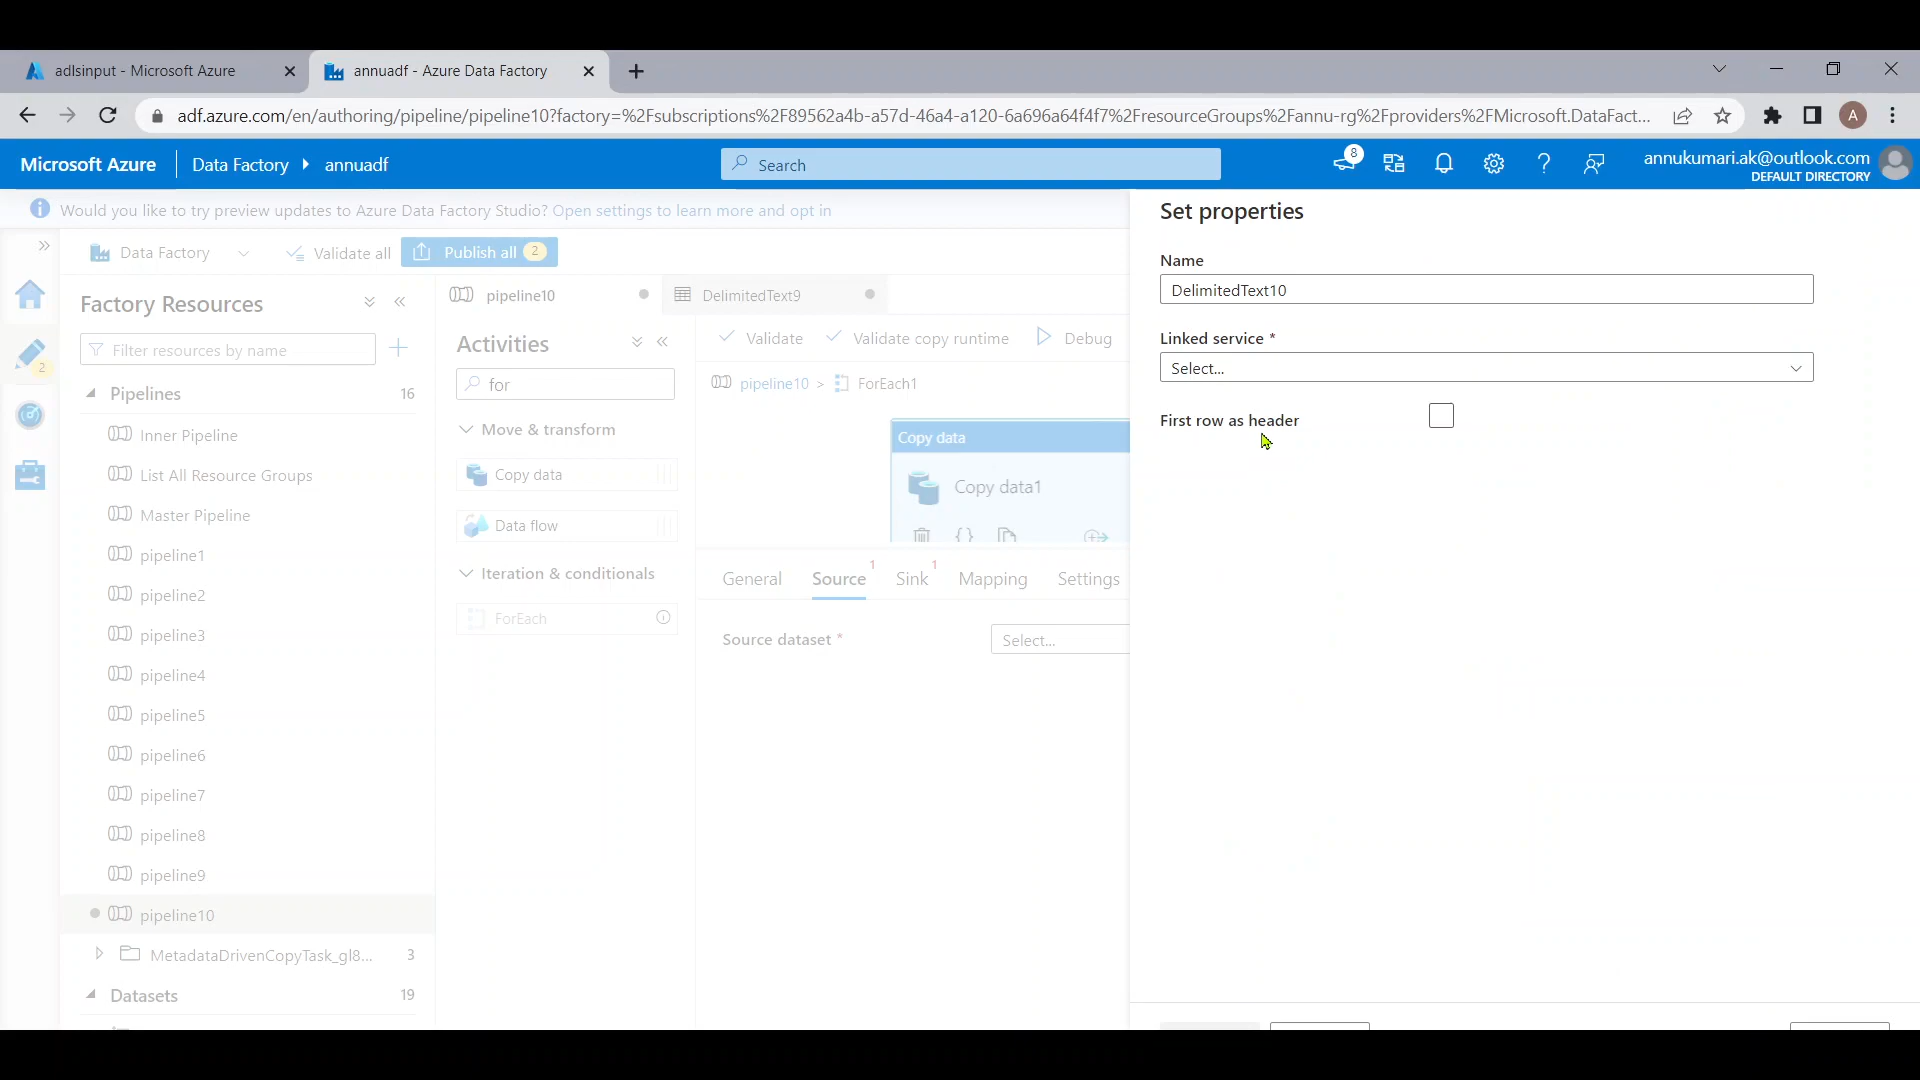 adlsinput - Microsoft Azure
annuadf - Azure Data Factory
adf.azure.com/en/authoring/pipeline/pipeline10?factory=%2Fsubscriptions%2F89562a4b-a57d-46a4-a120-6a696a64f4f7%2FresourceGroups%2Fannu-rg%2Fproviders%2FMicrosoft.DataFact...
A
Microsoft Azure
Data Factory
annuadf
Search
8
annukumari.ak@outlook.com
DEFAULT DIRECTORY
Would you like to try preview updates to Azure Data Factory Studio? Open settings to learn more and opt in
Data Factory
Validate all
Publish all 2
Factory Resources
Filter resources by name
2
Pipelines 16
Inner Pipeline
List All Resource Groups
Master Pipeline
pipeline1
pipeline2
pipeline3
pipeline4
pipeline5
pipeline6
pipeline7
pipeline8
pipeline9
pipeline10
MetadataDrivenCopyTask_gl8... 3
Datasets 19
pipeline10
DelimitedText9
Activities
for
Move & transform
Copy data
Data flow
Iteration & conditionals
ForEach
Validate
Validate copy runtime
Debug
pipeline10 > ForEach1
Copy data
Copy data1
General
Source 1
Sink 1
Mapping
Settings
Source dataset *
Select...
Set properties
Name
DelimitedText10
Linked service *
Select...
First row as header